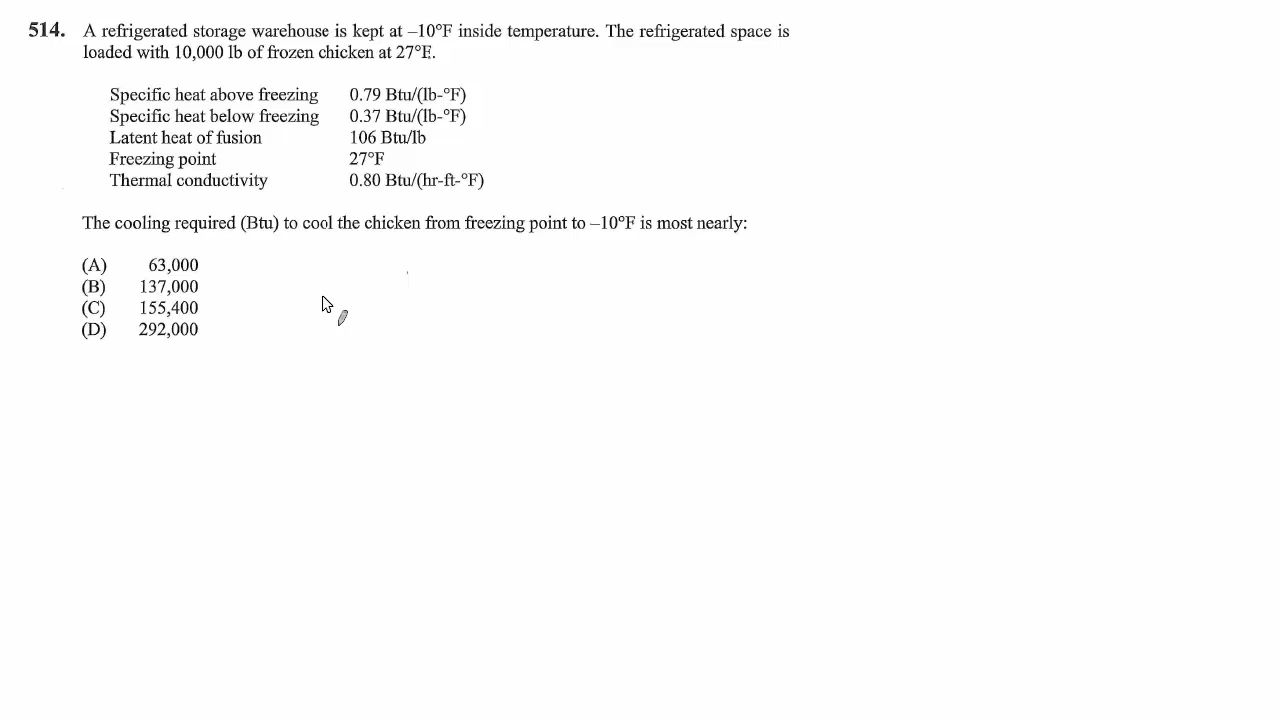 514. A refrigerated storage warehouse is kept at –10°F inside temperature. The refrigerated space is
loaded with 10,000 lb of frozen chicken at 27°F.
Specific heat above freezing 0.79 Btu/(lb-°F)
Specific heat below freezing 0.37 Btu/(lb-°F)
Latent heat of fusion 106 Btu/lb
Freezing point 27°F
Thermal conductivity 0.80 Btu/(hr-ft-°F)
The cooling required (Btu) to cool the chicken from freezing point to –10°F is most nearly:
(A) 63,000
(B) 137,000
(C) 155,400
(D) 292,000